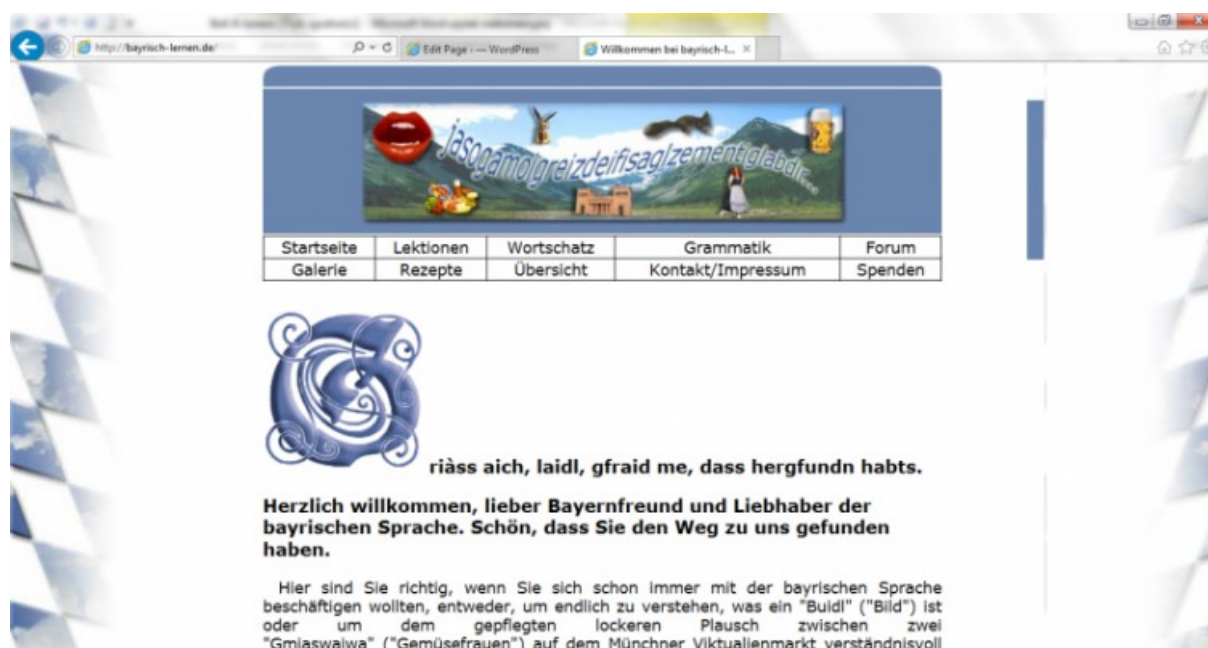 http://bayrisch-lernen.de/
Edit Page ‹ — WordPress
Willkommen bei bayrisch-l...
jasogamolgreizdeifisaglzementglabdir...
Startseite Lektionen Wortschatz Grammatik Forum
Galerie Rezepte Übersicht Kontakt/Impressum Spenden
G
riàss aich, laidl, gfraid me, dass hergfundn habts.
Herzlich willkommen, lieber Bayernfreund und Liebhaber der
bayrischen Sprache. Schön, dass Sie den Weg zu uns gefunden
haben.
Hier sind Sie richtig, wenn Sie sich schon immer mit der bayrischen Sprache
beschäftigen wollten, entweder, um endlich zu verstehen, was ein "Buidl" ("Bild") ist
oder um dem gepflegten lockeren Plausch zwischen zwei
"Gmiaswaiwa" ("Gemüsefrauen") auf dem Münchner Viktualienmarkt verständnisvoll